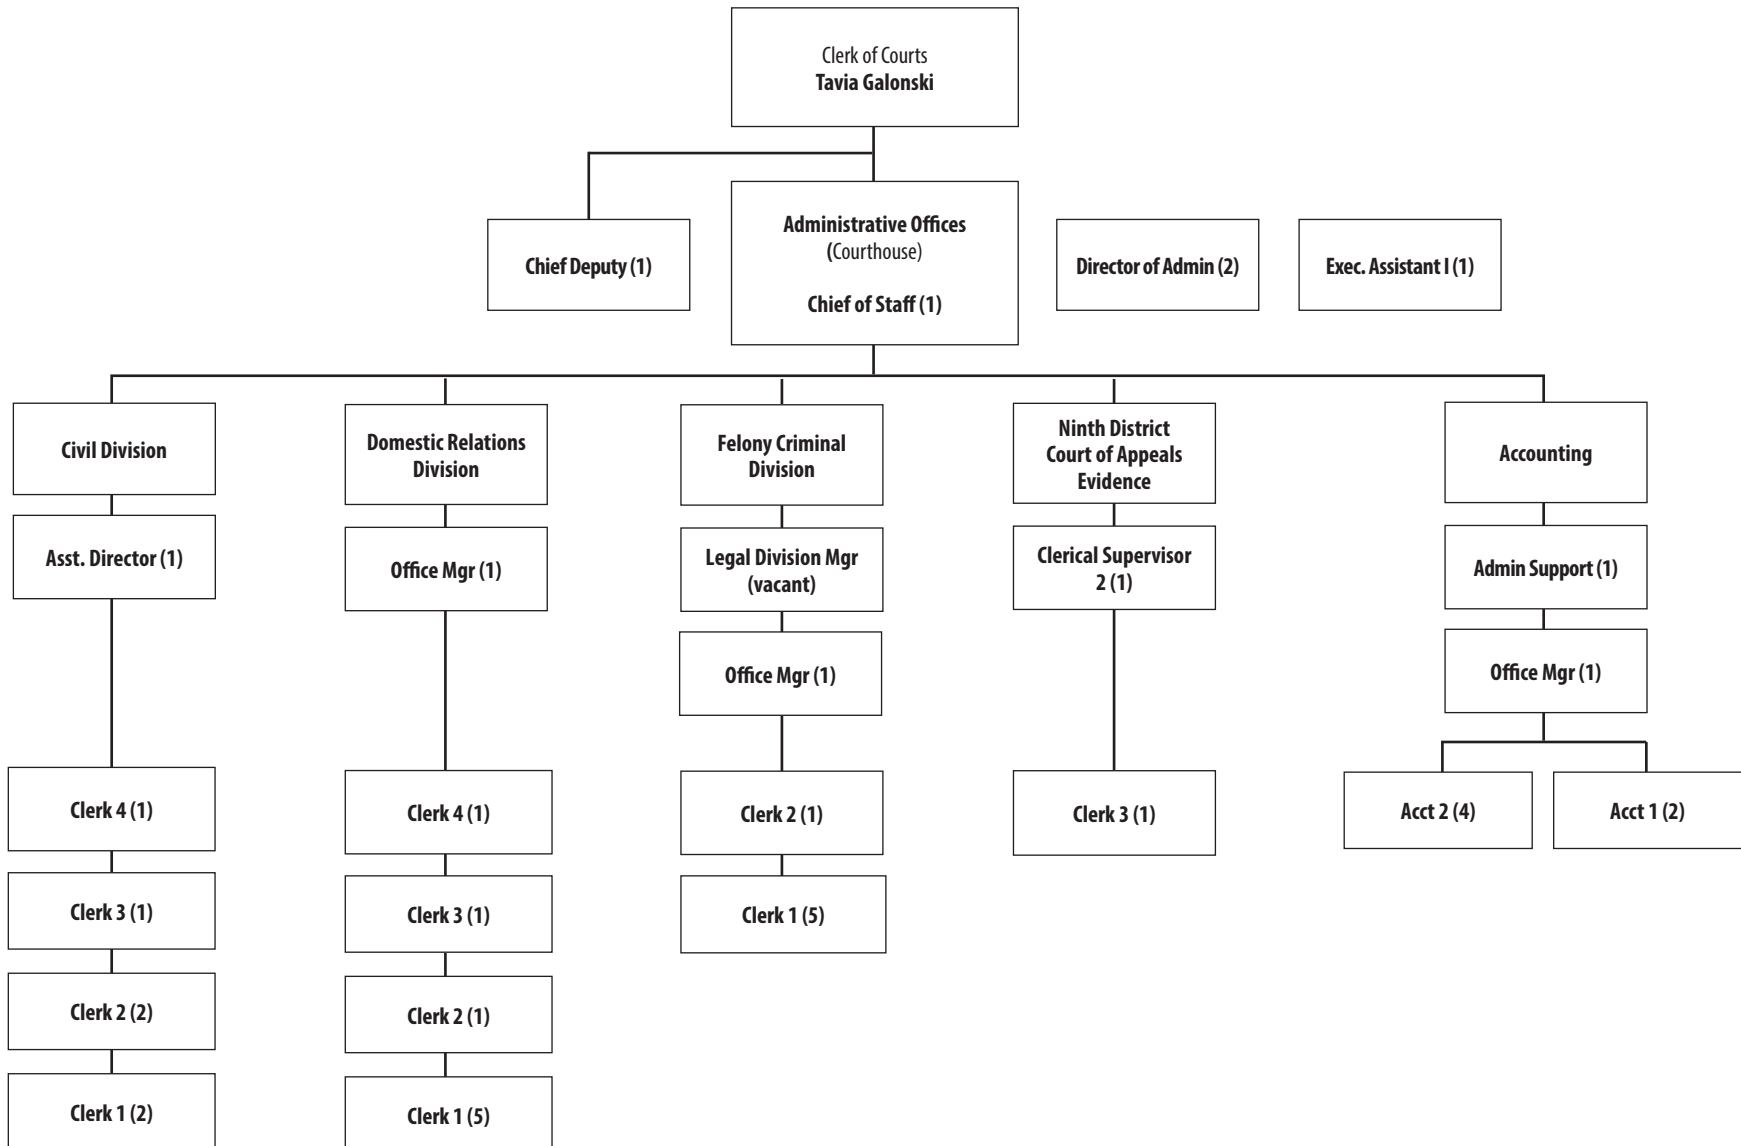 Clerk of Courts
Tavia Galonski
Chief Deputy (1)
Administrative Offices
(Courthouse)
Chief of Staff (1)
Director of Admin (2)
Exec. Assistant I (1)
Civil Division
Domestic Relations
Division
Felony Criminal
Division
Ninth District
Court of Appeals
Evidence
Accounting
Asst. Director (1)
Office Mgr (1)
Legal Division Mgr
(vacant)
Clerical Supervisor
2 (1)
Admin Support (1)
Office Mgr (1)
Office Mgr (1)
Clerk 4 (1)
Clerk 4 (1)
Clerk 2 (1)
Clerk 3 (1)
Acct 2 (4)
Acct 1 (2)
Clerk 3 (1)
Clerk 3 (1)
Clerk 1 (5)
Clerk 2 (2)
Clerk 2 (1)
Clerk 1 (2)
Clerk 1 (5)